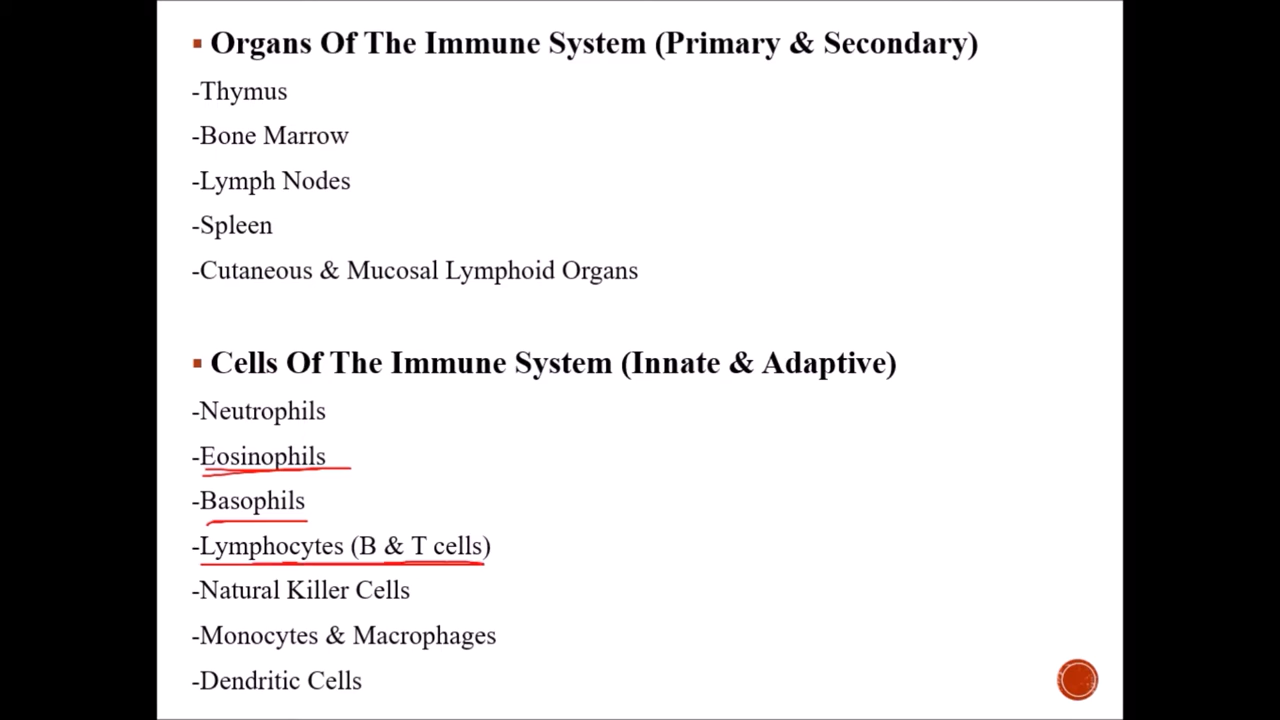 ▪ Organs Of The Immune System (Primary & Secondary)
-Thymus
-Bone Marrow
-Lymph Nodes
-Spleen
-Cutaneous & Mucosal Lymphoid Organs
▪ Cells Of The Immune System (Innate & Adaptive)
-Neutrophils
-Eosinophils
-Basophils
-Lymphocytes (B & T cells)
-Natural Killer Cells
-Monocytes & Macrophages
-Dendritic Cells